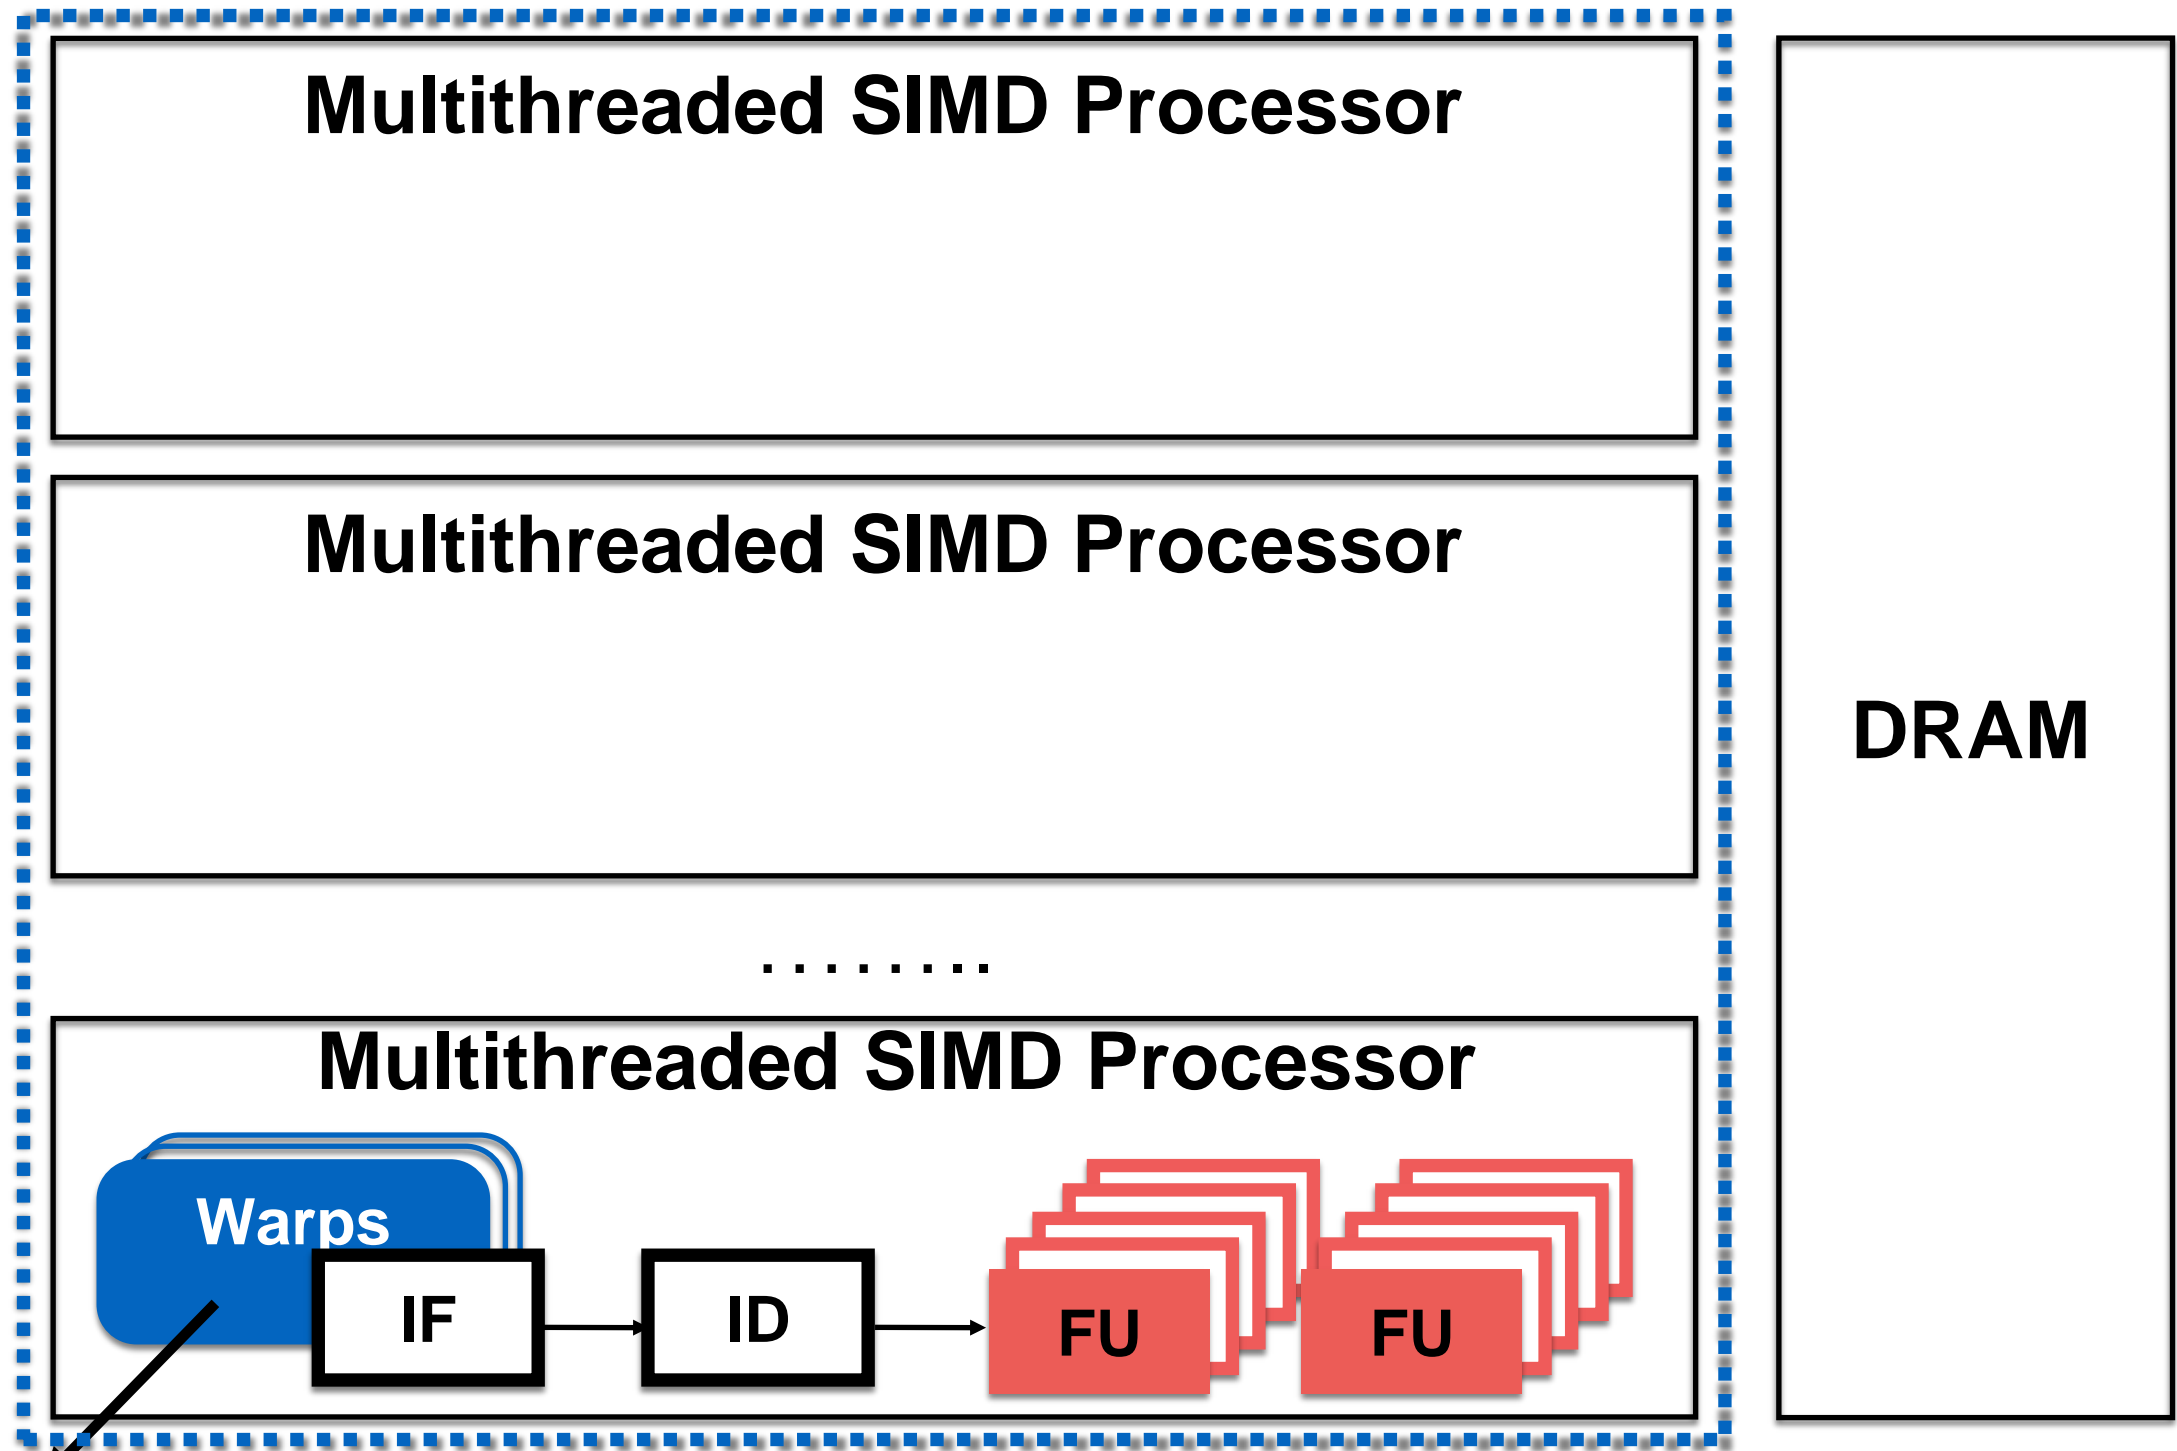 Multithreaded SIMD Processor
Multithreaded SIMD Processor
DRAM
........
Multithreaded SIMD Processor
Warps
IF
ID
FU
FU